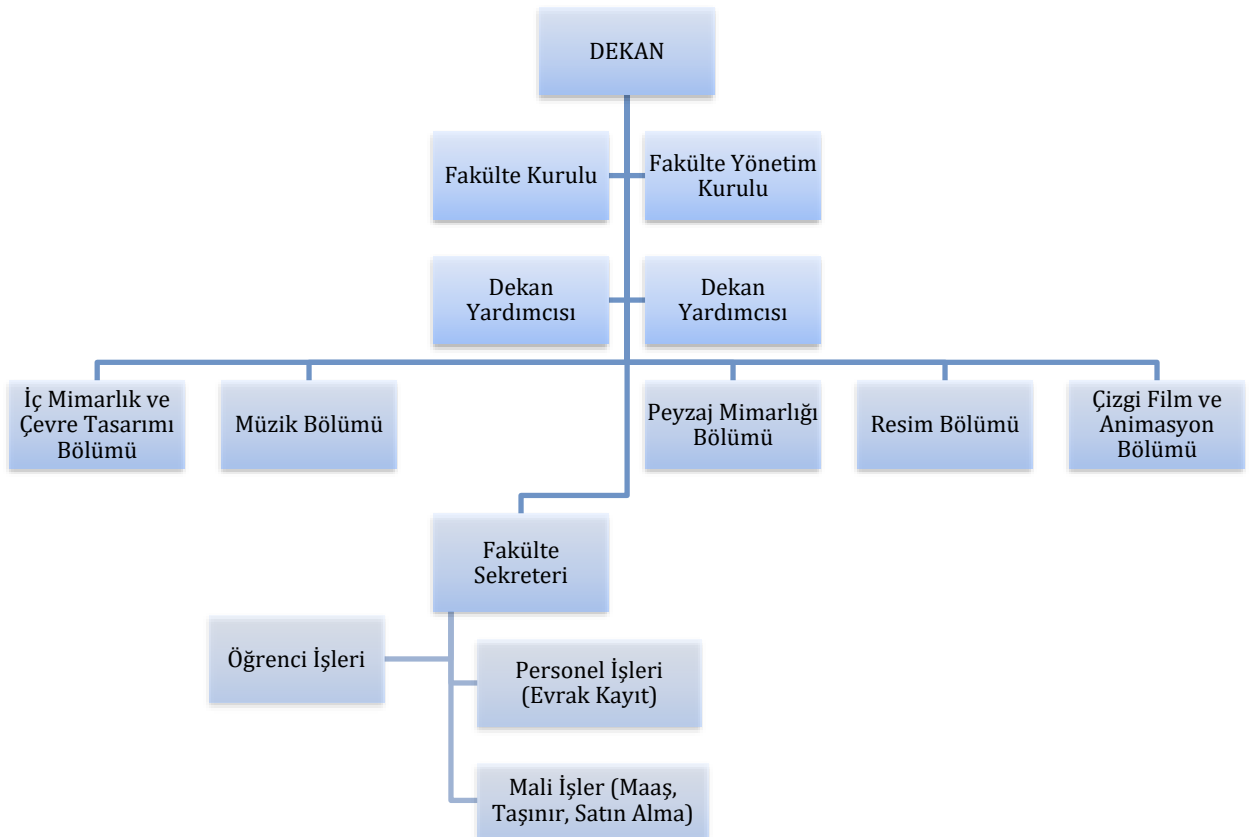 DEKAN
Fakülte Kurulu
Fakülte Yönetim
Kurulu
Dekan
Yardımcısı
Dekan
Yardımcısı
İç Mimarlık ve
Çevre Tasarımı
Bölümü
Müzik Bölümü
Peyzaj Mimarlığı
Bölümü
Resim Bölümü
Çizgi Film ve
Animasyon
Bölümü
Fakülte
Sekreteri
Öğrenci İşleri
Personel İşleri
(Evrak Kayıt)
Mali İşler (Maaş,
Taşınır, Satın Alma)